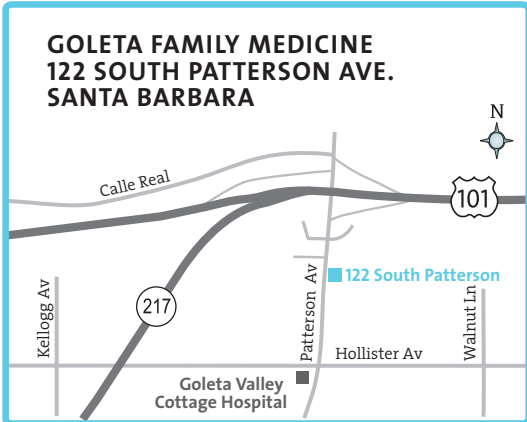 GOLETA FAMILY MEDICINE
122 SOUTH PATTERSON AVE.
SANTA BARBARA
N
Calle Real
101
Kellogg Av
217
Patterson Av
122 South Patterson
Walnut Ln
Hollister Av
Goleta Valley
Cottage Hospital